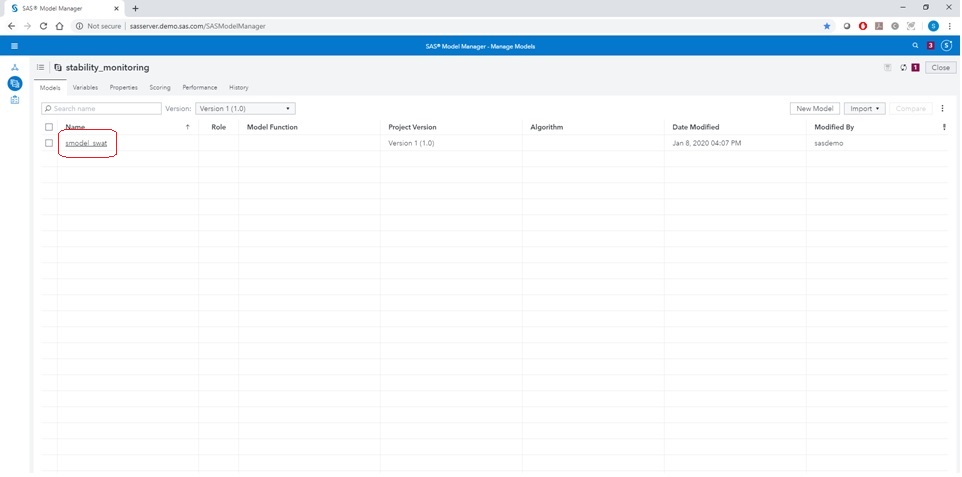 SAS® Model Manager
Not secure | sasserver.demo.sas.com/SASModelManager
SAS® Model Manager - Manage Models
3
stability_monitoring
1
Close
Models Variables Properties Scoring Performance History
Search name Version: Version 1 (1.0) New Model Import Compare
Name Role Model Function Project Version Algorithm Date Modified Modified By
smodel_swat Version 1 (1.0) Jan 8, 2020 04:07 PM sasdemo